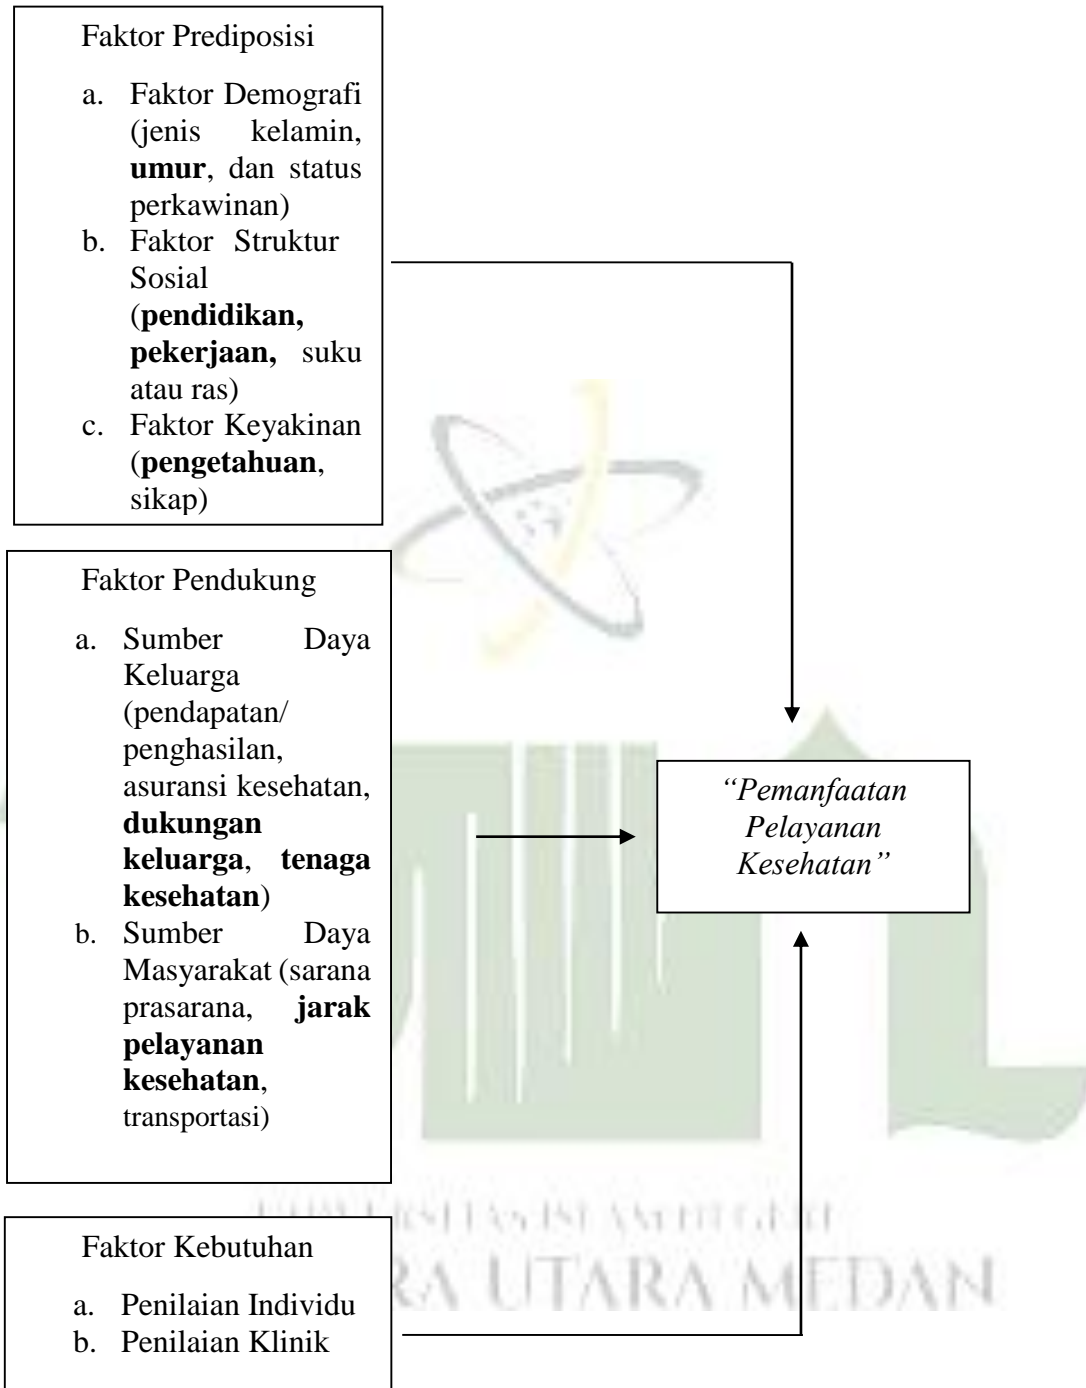 Faktor Prediposisi
a. Faktor Demografi
(jenis kelamin,
umur, dan status
perkawinan)
b. Faktor Struktur
Sosial
(pendidikan,
pekerjaan, suku
atau ras)
c. Faktor Keyakinan
(pengetahuan,
sikap)
Faktor Pendukung
a. Sumber Daya
Keluarga
(pendapatan/
penghasilan,
asuransi kesehatan,
dukungan
keluarga, tenaga
kesehatan)
b. Sumber Daya
Masyarakat (sarana
prasarana, jarak
pelayanan
kesehatan,
transportasi)
“Pemanfaatan
Pelayanan
Kesehatan”
Faktor Kebutuhan
a. Penilaian Individu
b. Penilaian Klinik
UTARA MEDAN